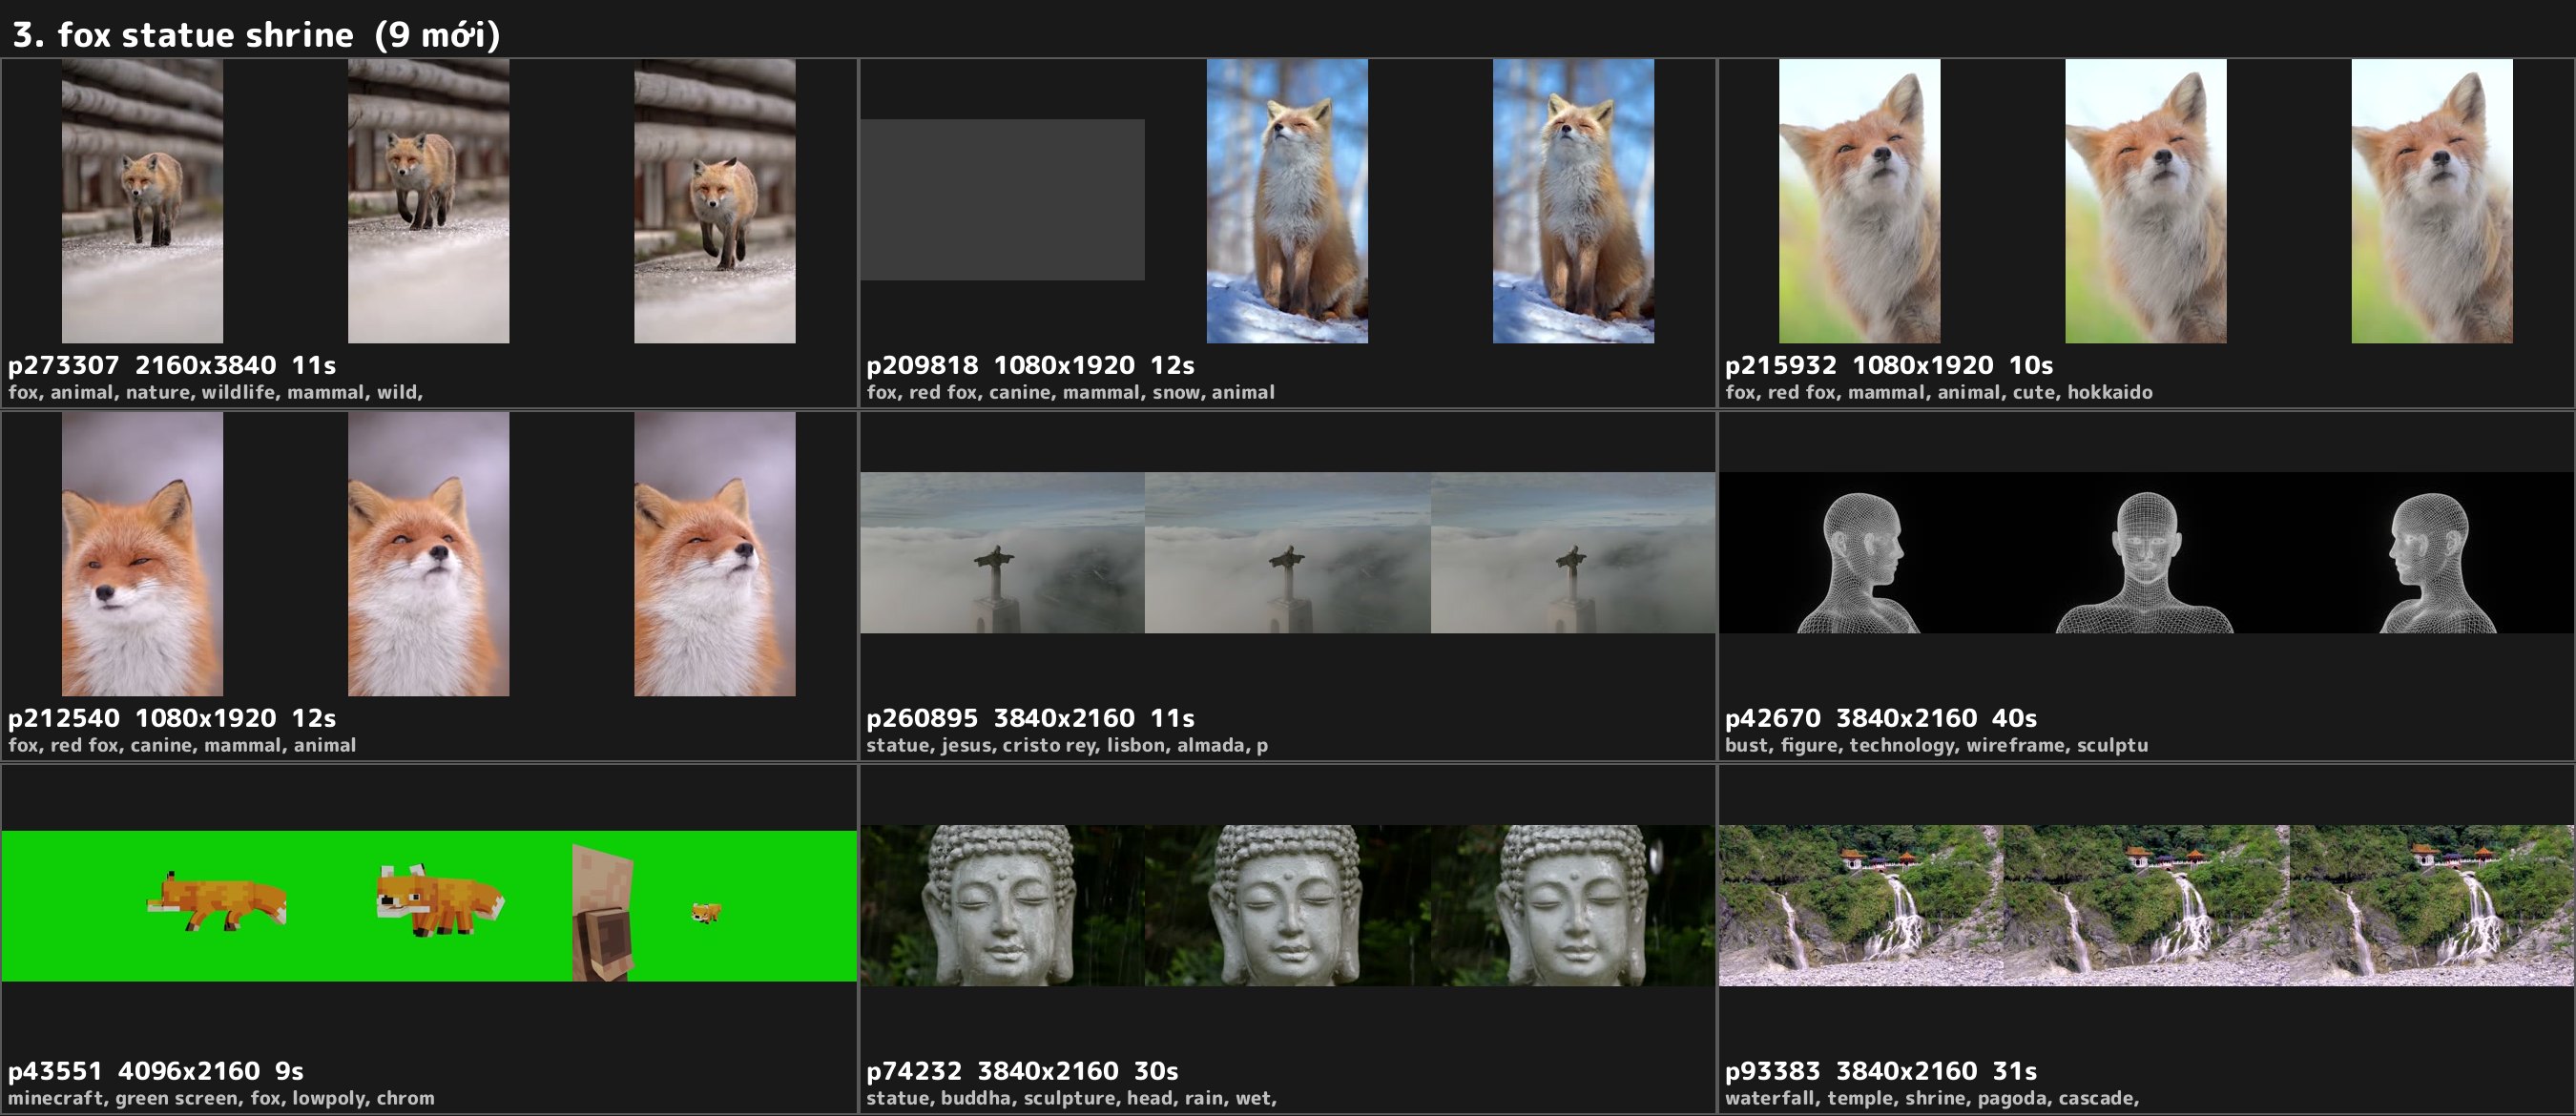 3. fox statue shrine (9 mới)
p273307 2160x3840 11s
fox, animal, nature, wildlife, mammal, wild,
p209818 1080x1920 12s
fox, red fox, canine, mammal, snow, animal
p215932 1080x1920 10s
fox, red fox, mammal, animal, cute, hokkaido
p212540 1080x1920 12s
fox, red fox, canine, mammal, animal
p260895 3840x2160 11s
statue, jesus, cristo rey, lisbon, almada, p
p42670 3840x2160 40s
bust, figure, technology, wireframe, sculptu
p43551 4096x2160 9s
minecraft, green screen, fox, lowpoly, chrom
p74232 3840x2160 30s
statue, buddha, sculpture, head, rain, wet,
p93383 3840x2160 31s
waterfall, temple, shrine, pagoda, cascade,